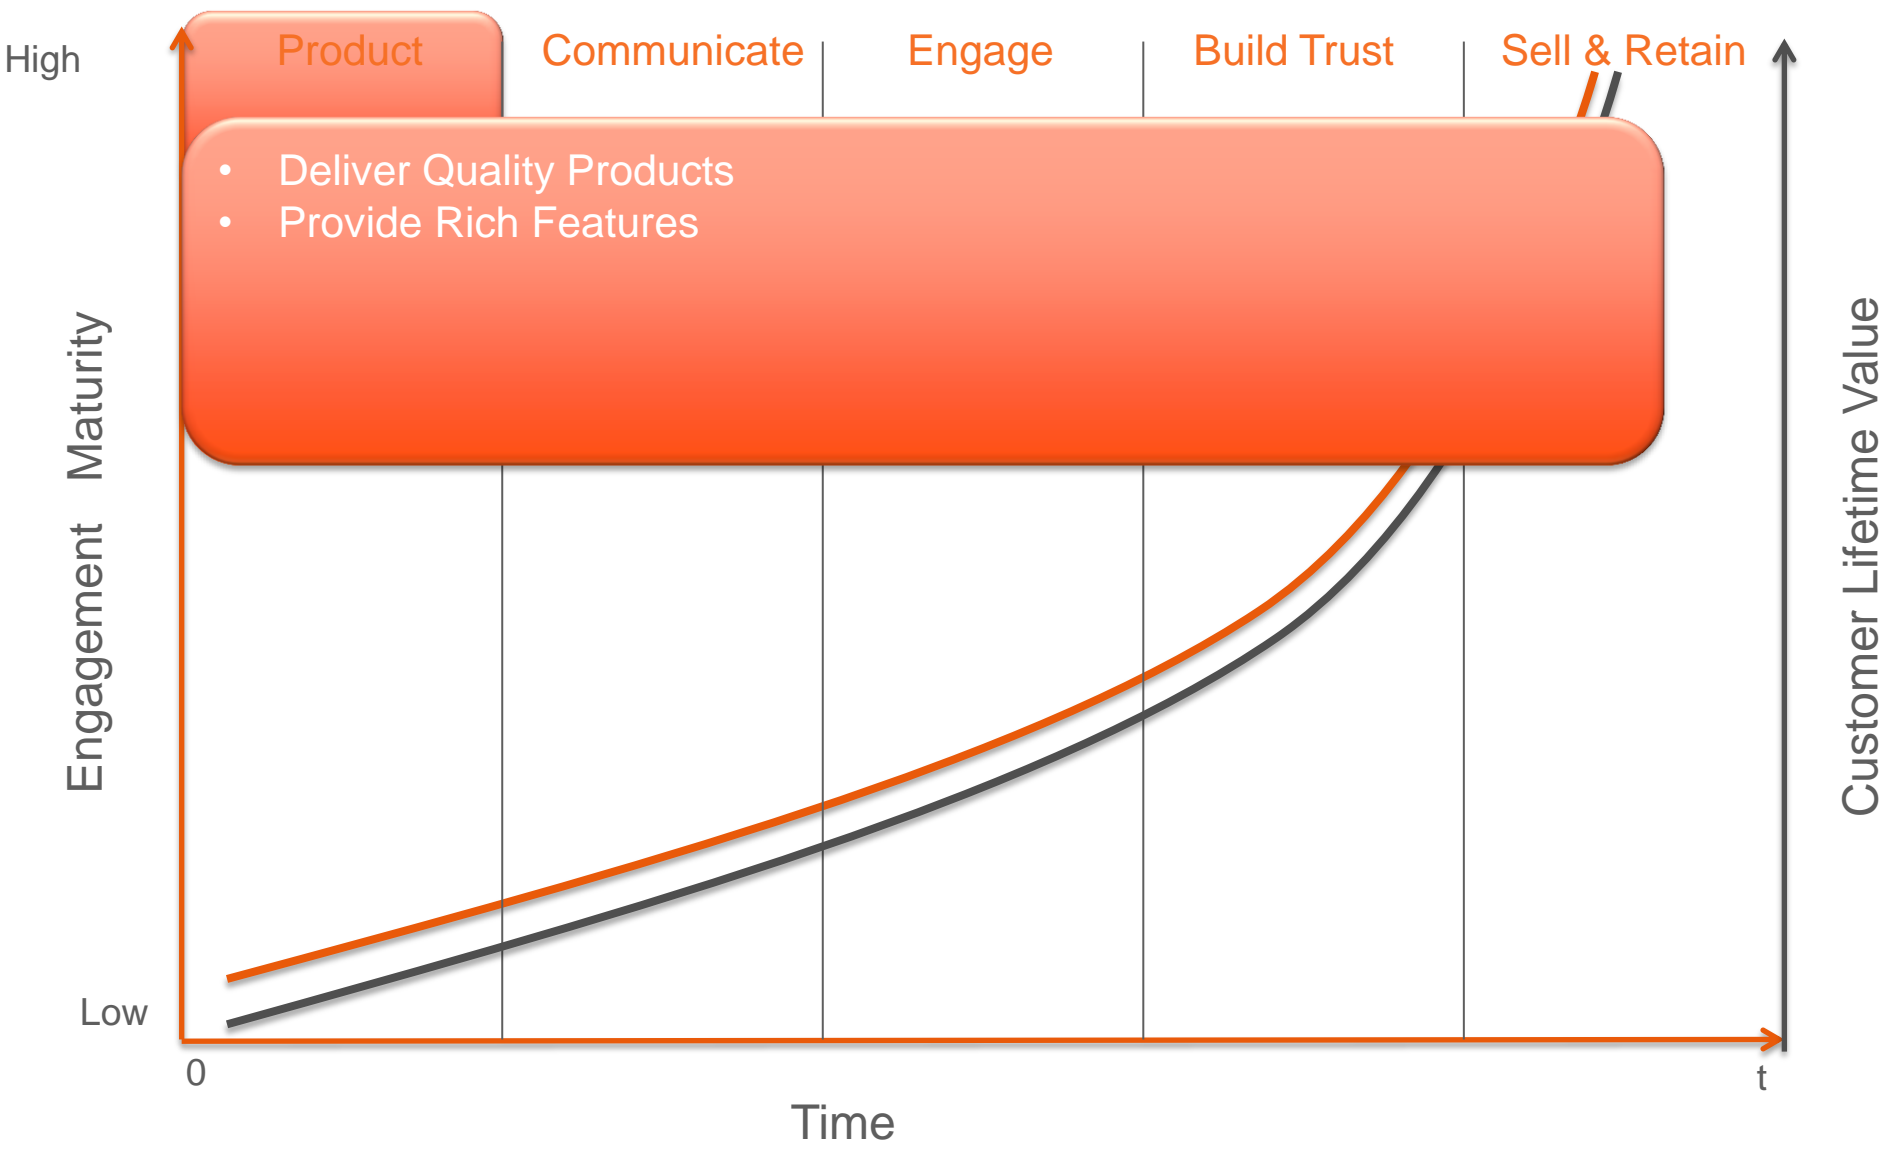 High
Product
Communicate
Engage
Build Trust
Sell & Retain
• Deliver Quality Products
• Provide Rich Features
Engagement Maturity
Customer Lifetime Value
Low
0
t
Time